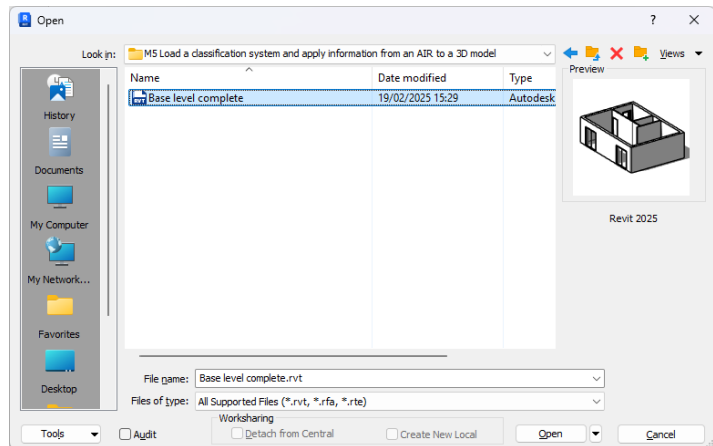 R
Open
? X
Look in:
M5 Load a classification system and apply information from an AIR to a 3D model
Views
Name
Date modified
Type
Preview
RVT
Base level complete
19/02/2025 15:29
Autodesk
History
Documents
My Computer
My Network...
Favorites
Desktop
Revit 2025
File name:
Base level complete.rvt
Files of type:
All Supported Files (*.rvt, *.rfa, *.rte)
Worksharing
Tools
Audit
Detach from Central
Create New Local
Open
Cancel